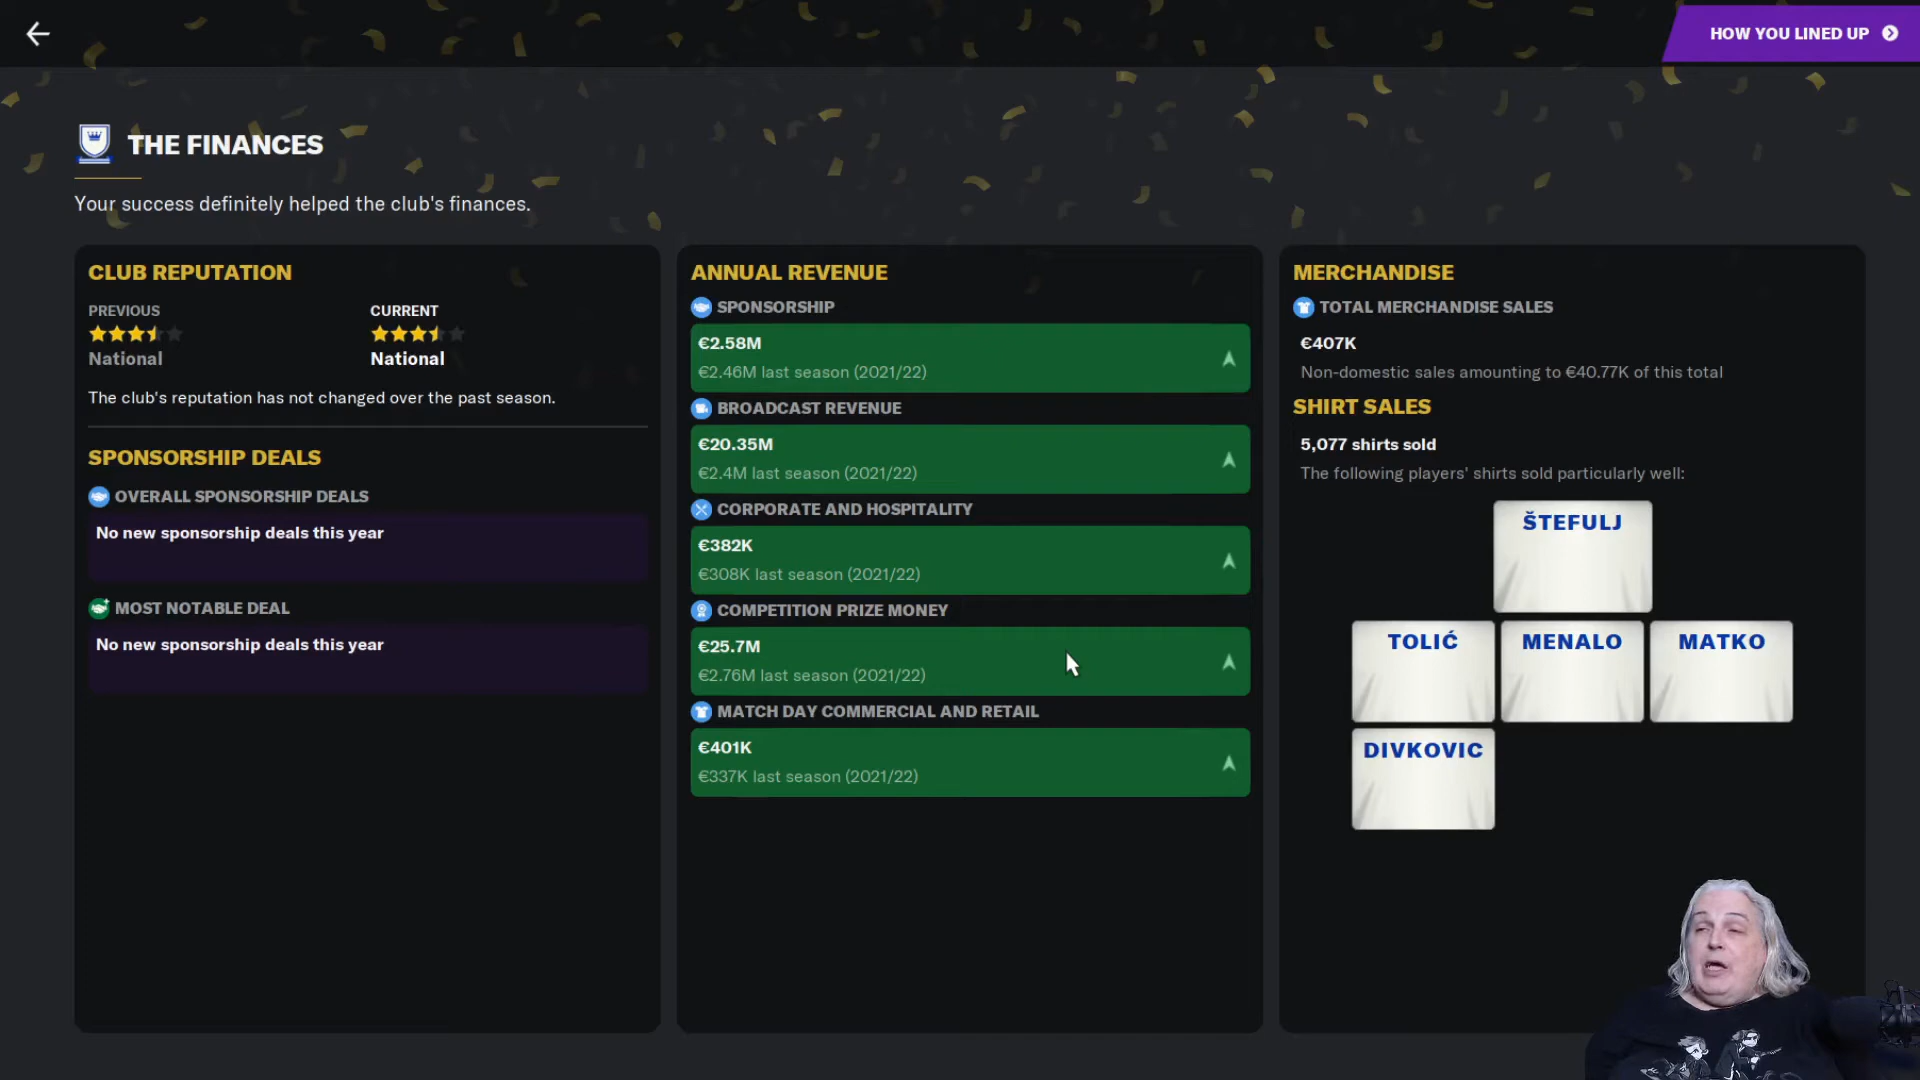 HOW YOU LINED UP
THE FINANCES
Your success definitely helped the club's finances.
CLUB REPUTATION
PREVIOUS
CURRENT
National
National
The club's reputation has not changed over the past season.
SPONSORSHIP DEALS
OVERALL SPONSORSHIP DEALS
No new sponsorship deals this year
MOST NOTABLE DEAL
No new sponsorship deals this year
ANNUAL REVENUE
SPONSORSHIP
€2.58M
€2.46M last season (2021/22)
BROADCAST REVENUE
€20.35M
€2.4M last season (2021/22)
CORPORATE AND HOSPITALITY
€382K
€308K last season (2021/22)
COMPETITION PRIZE MONEY
€25.7M
€2.76M last season (2021/22)
MATCH DAY COMMERCIAL AND RETAIL
€401K
€337K last season (2021/22)
MERCHANDISE
TOTAL MERCHANDISE SALES
€407K
Non-domestic sales amounting to €40.77K of this total
SHIRT SALES
5,077 shirts sold
The following players' shirts sold particularly well:
ŠTEFULJ
TOLIĆ
MENALO
MATKO
DIVKOVIC